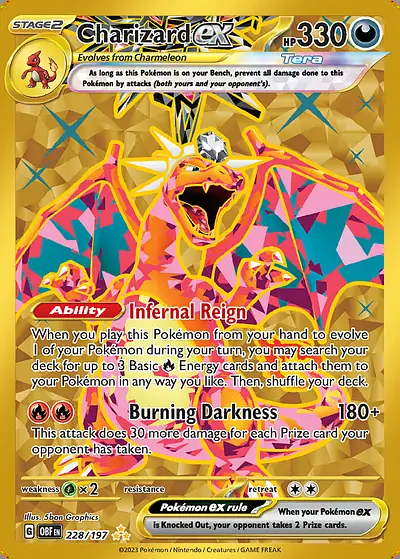 STAGE2
Charizard ex
HP330
Evolves from Charmeleon
Tera
As long as this Pokémon is on your Bench, prevent all damage done to this
Pokémon by attacks (both yours and your opponent's).
Ability Infernal Reign
When you play this Pokémon from your hand to evolve
1 of your Pokémon during your turn, you may search your
deck for up to 3 Basic Energy cards and attach them to
your Pokémon in any way you like. Then, shuffle your deck.
Burning Darkness 180+
This attack does 30 more damage for each Prize card your
opponent has taken.
weakness ×2 resistance retreat
Pokémon ex rule When your Pokémon ex
is Knocked Out, your opponent takes 2 Prize cards.
Illus. 5ban Graphics
G OBF EN 228/197
©2023 Pokémon / Nintendo / Creatures / GAME FREAK